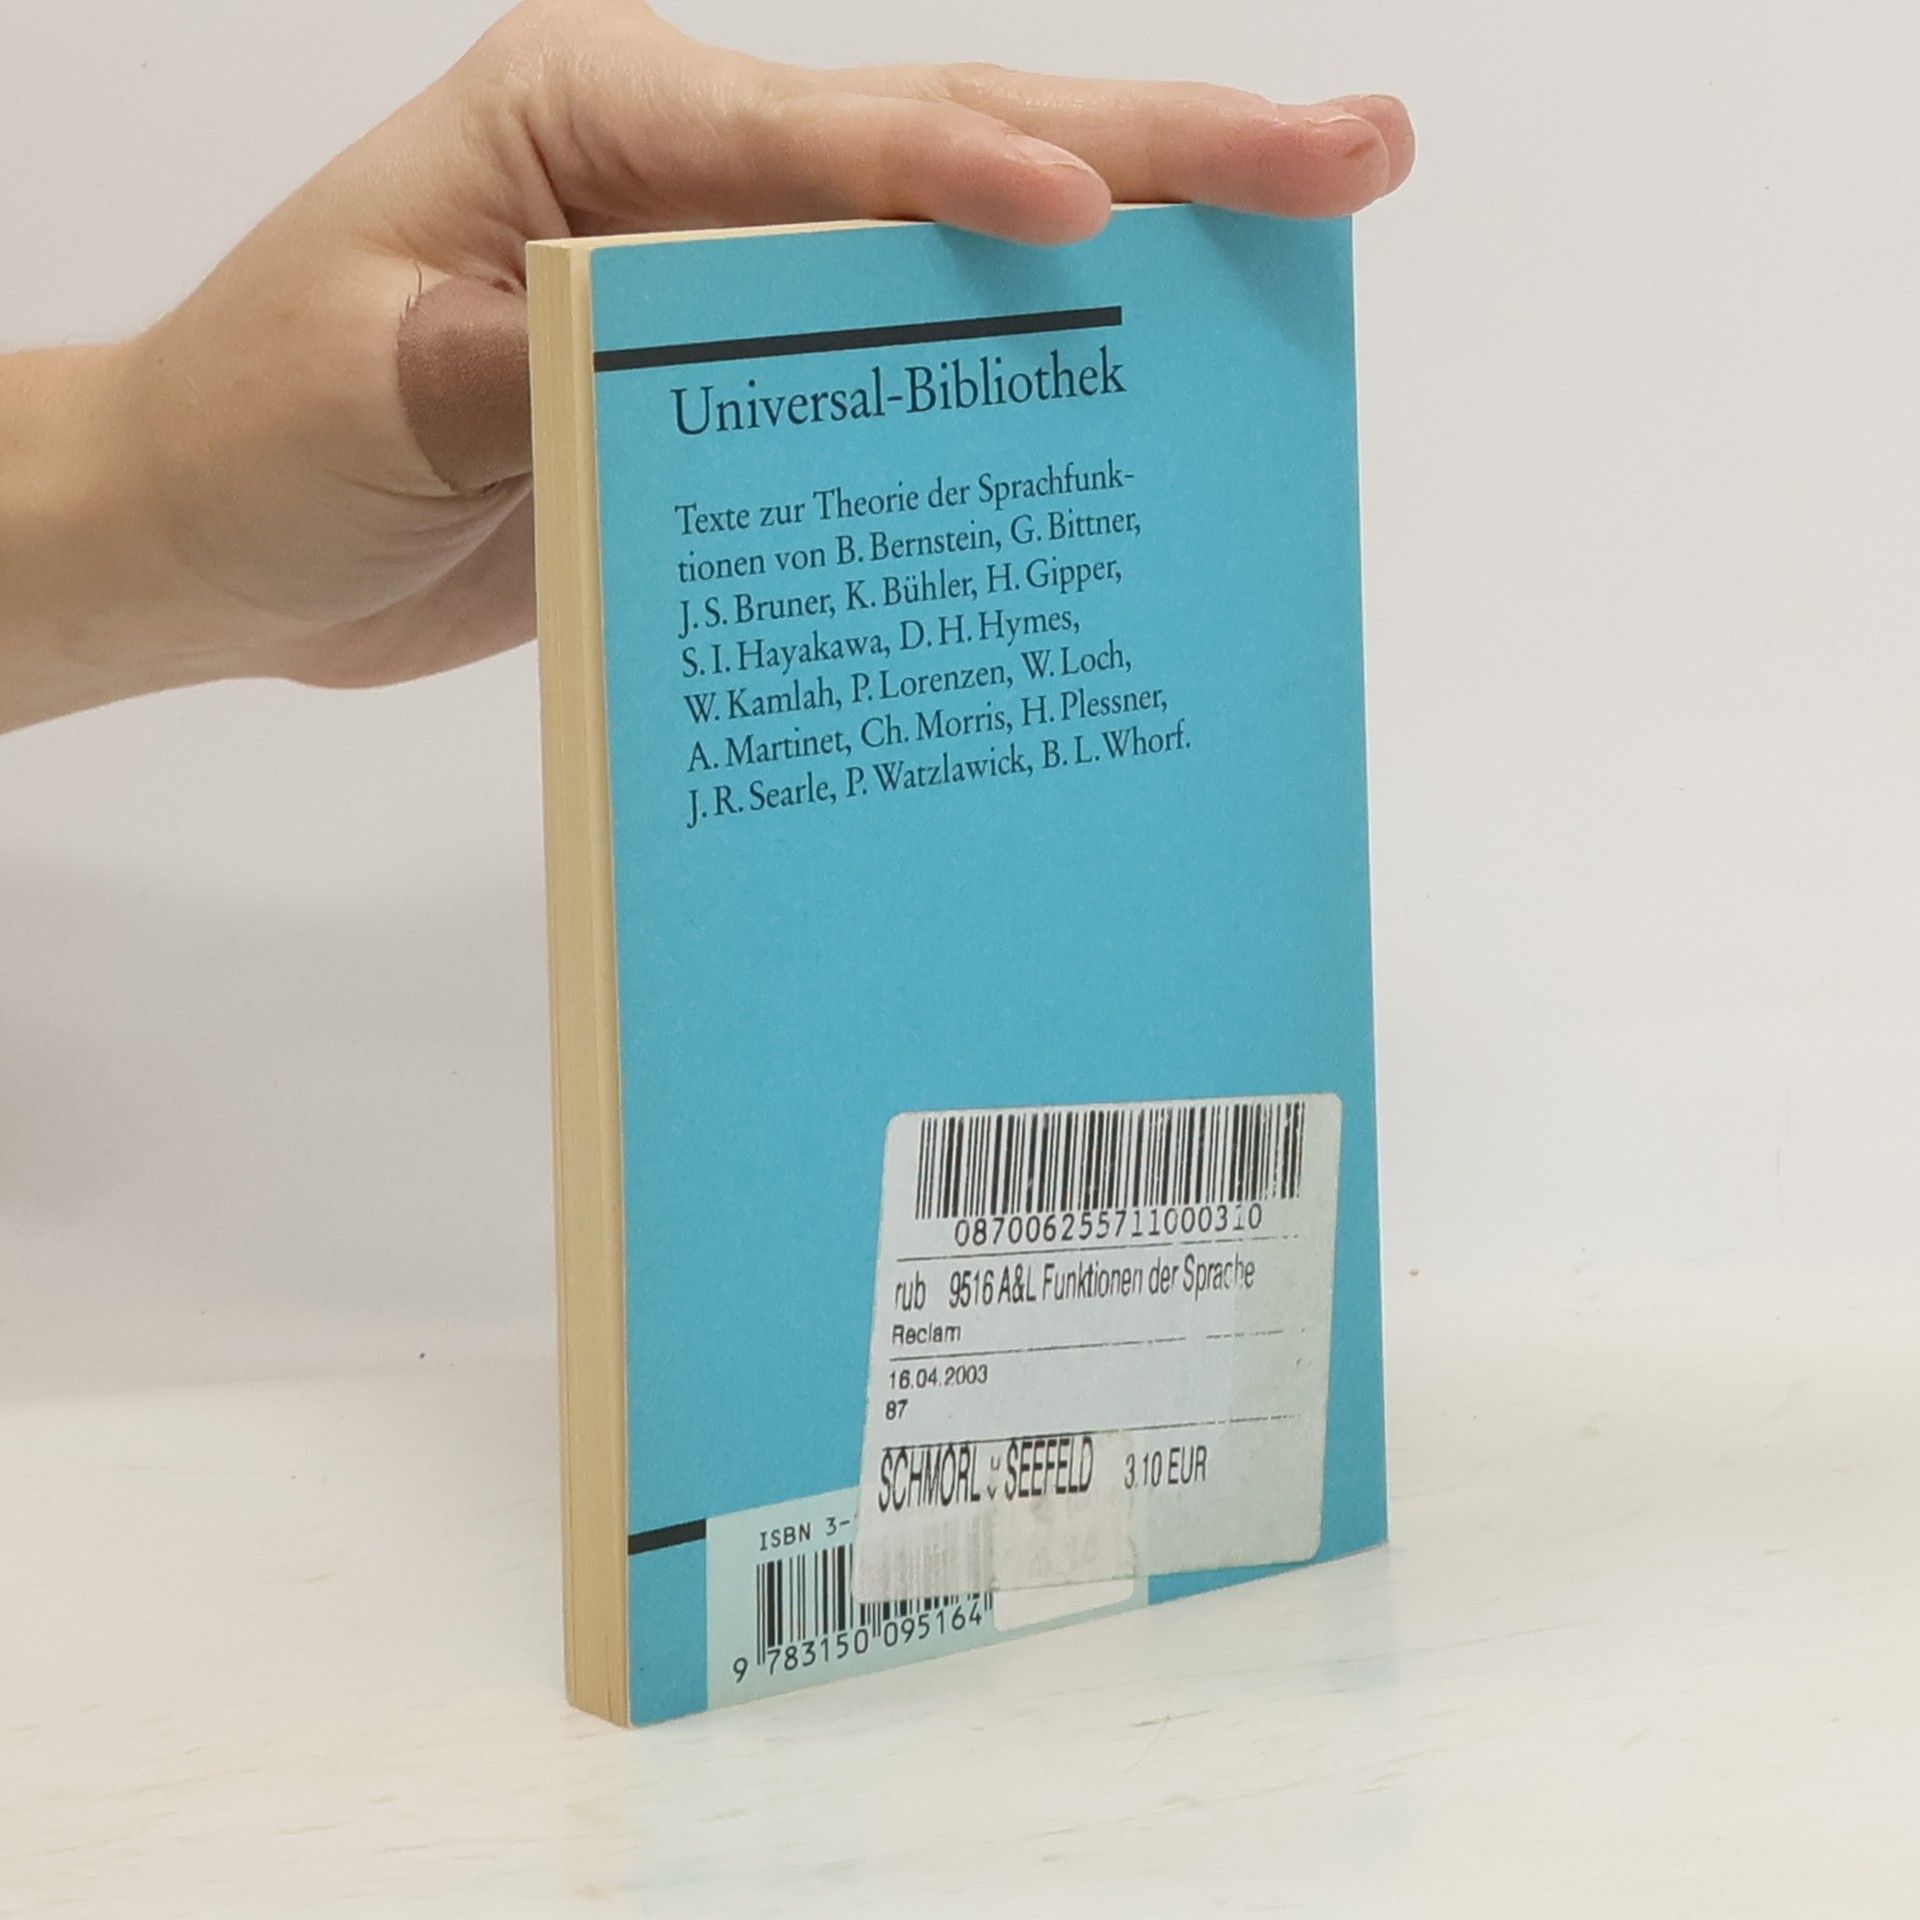 Universal-Bibliothek
Texte zur Theorie der Sprachfunk-
tionen von B. Bernstein, G. Bittner,
J. S. Bruner, K. Bühler, H. Gipper,
S. I. Hayakawa, D. H. Hymes,
W. Kamlah, P. Lorenzen, W. Loch,
A. Martinet, Ch. Morris, H. Plessner,
J. R. Searle, P. Watzlawick, B. L. Whorf.
087006255711000310
rub 9516 A&L Funktionen der Sprache
Reclam
16.04.2003
87
SCHMORL u v SEEFELD 3.10 EUR
ISBN 3-
9 783150 095164